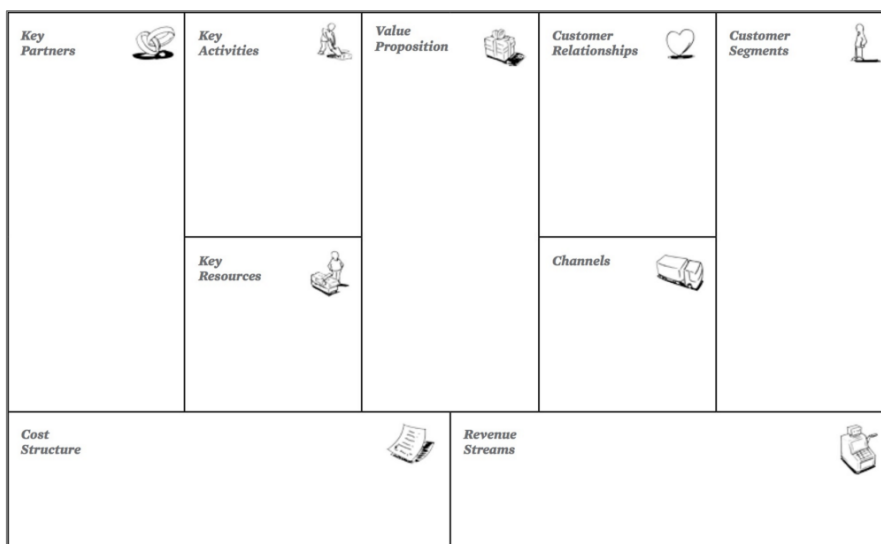 Key
Partners
Key
Activities
Value
Proposition
Customer
Relationships
Customer
Segments
Key
Resources
Channels
Cost
Structure
Revenue
Streams